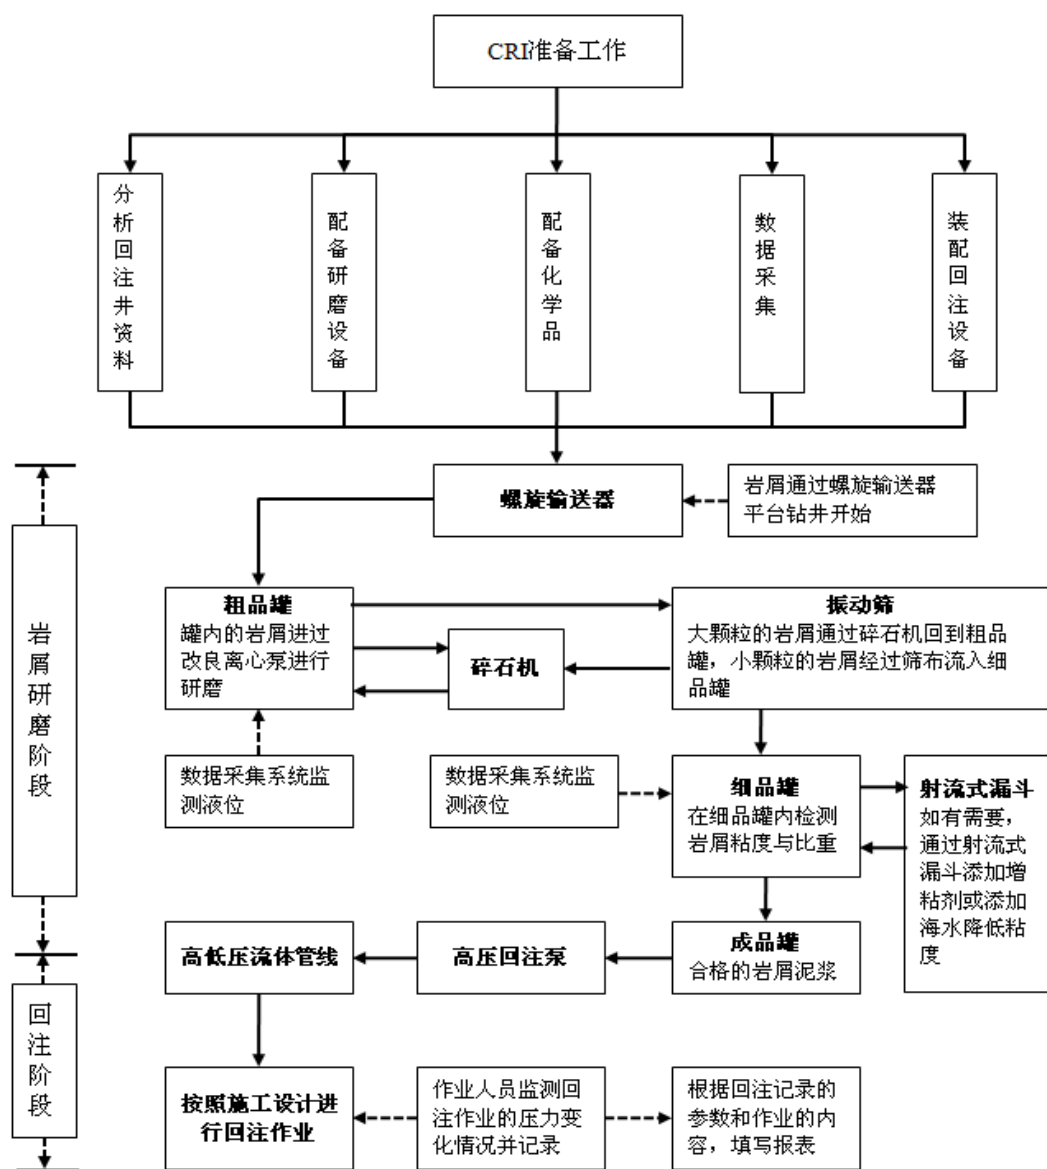 CRI准备工作
分析回注井资料
配备研磨设备
配备化学品
数据采集
装配回注设备
螺旋输送器
岩屑通过螺旋输送器
平台钻井开始
岩屑研磨阶段
粗品罐
罐内的岩屑进过
改良离心泵进行
研磨
碎石机
振动筛
大颗粒的岩屑通过碎石机回到粗品
罐，小颗粒的岩屑经过筛布流入细
品罐
数据采集系统监
测液位
数据采集系统监
测液位
细品罐
在细品罐内检测
岩屑粘度与比重
射流式漏斗
如有需要，
通过射流式
漏斗添加增
粘剂或添加
海水降低粘
度
高低压流体管线
高压回注泵
成品罐
合格的岩屑泥浆
回注阶段
按照施工设计进
行回注作业
作业人员监测回
注作业的压力变
化情况并记录
根据回注记录的
参数和作业的内
容，填写报表